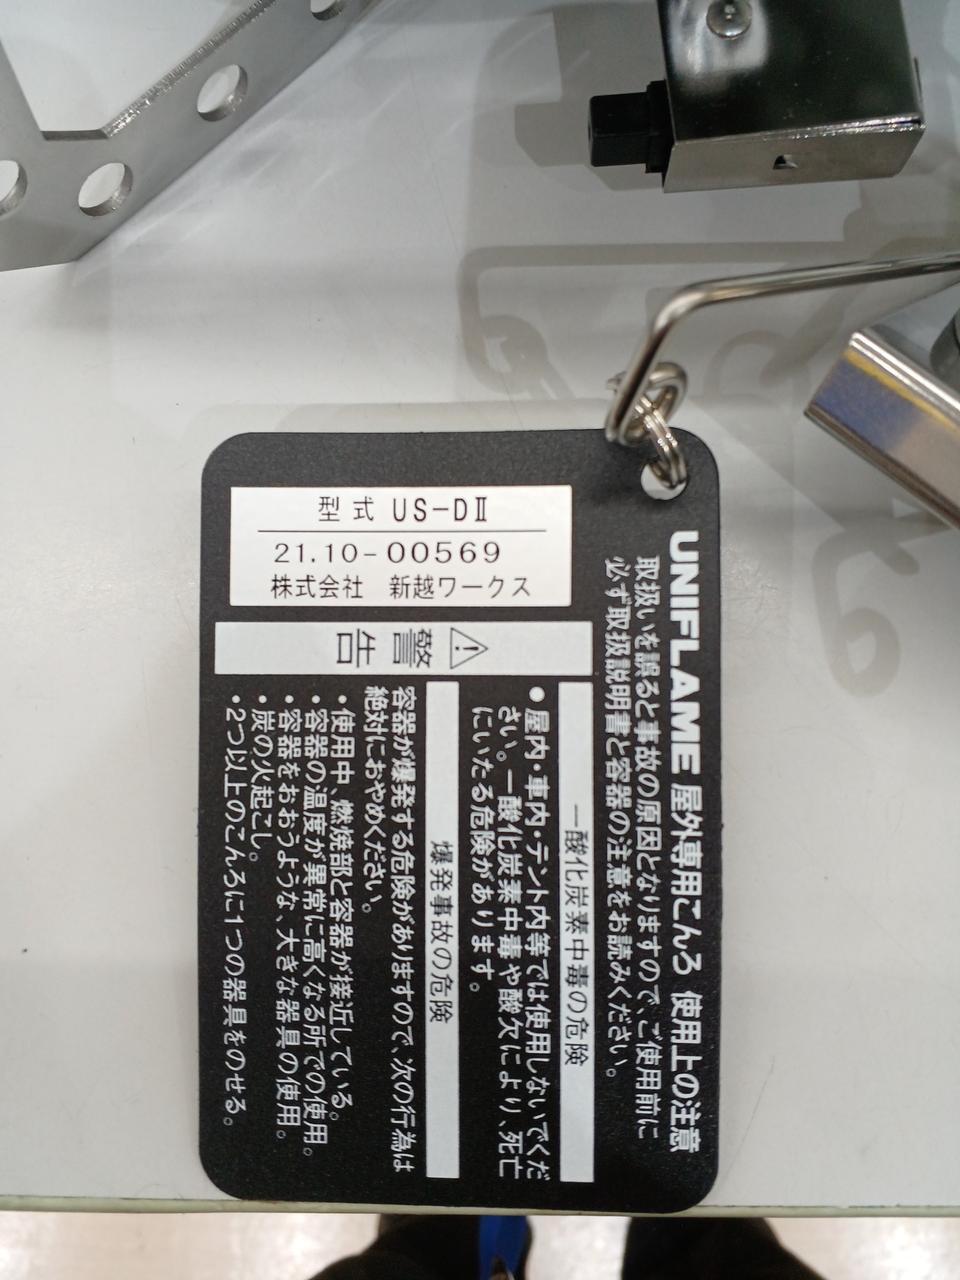 型式 US-DⅡ
21.10-00569
株式会社 新越ワークス
UNIFLAME 屋外専用こんろ 使用上の注意
取扱いを誤ると事故の原因となりますので、ご使用前に
必ず取扱説明書と容器の注意をお読みください。
警告
一酸化炭素中毒の危険
●屋内・車内・テント内等では使用しないでくだ
さい。一酸化炭素中毒や酸欠により、死亡
にいたる危険があります。
爆発事故の危険
容器が爆発する危険がありますので、次の行為は
絶対におやめください。
・使用中、燃焼部と容器が接近している。
・容器の温度が異常に高くなる所での使用。
・容器をおおうような、大きな器具の使用。
・炭の火起こし。
・2つ以上のこんろに1つの器具をのせる。